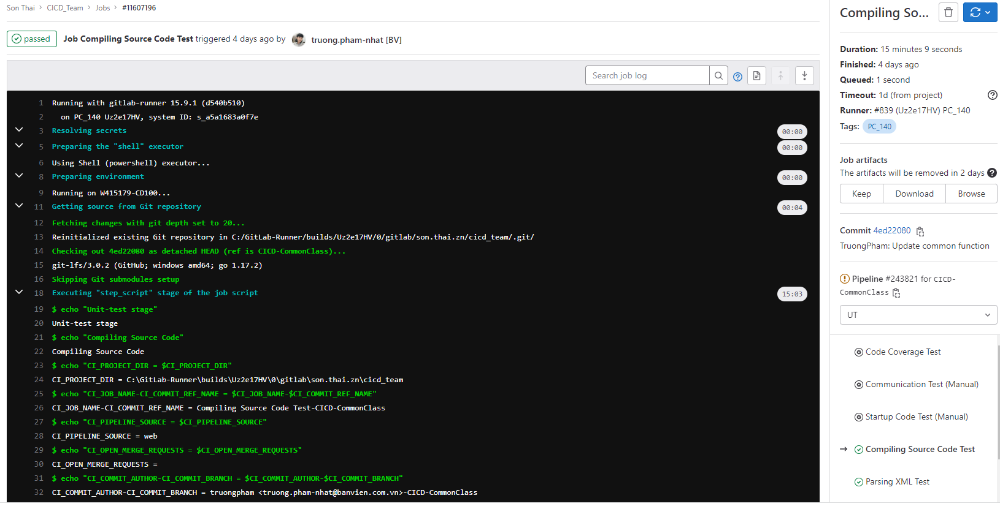 Son Thai > CICD_Team > Jobs > #11607196
passed Job Compiling Source Code Test triggered 4 days ago by truong.pham-nhat [BV]
Search job log
1 Running with gitlab-runner 15.9.1 (d540b510)
2 on PC_140 Uz2e17HV, system ID: s_a5a1683a0f7e
3 Resolving secrets 00:00
5 Preparing the "shell" executor 00:00
6 Using Shell (powershell) executor...
8 Preparing environment 00:00
9 Running on W415179-CD100...
11 Getting source from Git repository 00:04
12 Fetching changes with git depth set to 20...
13 Reinitialized existing Git repository in C:/GitLab-Runner/builds/Uz2e17HV/0/gitlab/son.thai.zn/cicd_team/.git/
14 Checking out 4ed22080 as detached HEAD (ref is CICD-CommonClass)...
15 git-lfs/3.0.2 (GitHub; windows amd64; go 1.17.2)
16 Skipping Git submodules setup
18 Executing "step_script" stage of the job script 15:03
19 $ echo "Unit-test stage"
20 Unit-test stage
21 $ echo "Compiling Source Code"
22 Compiling Source Code
23 $ echo "CI_PROJECT_DIR = $CI_PROJECT_DIR"
24 CI_PROJECT_DIR = C:\GitLab-Runner\builds\Uz2e17HV\0\gitlab\son.thai.zn\cicd_team
25 $ echo "CI_JOB_NAME-CI_COMMIT_REF_NAME = $CI_JOB_NAME-$CI_COMMIT_REF_NAME"
26 CI_JOB_NAME-CI_COMMIT_REF_NAME = Compiling Source Code Test-CICD-CommonClass
27 $ echo "CI_PIPELINE_SOURCE = $CI_PIPELINE_SOURCE"
28 CI_PIPELINE_SOURCE = web
29 $ echo "CI_OPEN_MERGE_REQUESTS = $CI_OPEN_MERGE_REQUESTS"
30 CI_OPEN_MERGE_REQUESTS =
31 $ echo "CI_COMMIT_AUTHOR-CI_COMMIT_BRANCH = $CI_COMMIT_AUTHOR-$CI_COMMIT_BRANCH"
32 CI_COMMIT_AUTHOR-CI_COMMIT_BRANCH = truongpham <truong.pham-nhat@banvien.com.vn>-CICD-CommonClass
Compiling So...
Duration: 15 minutes 9 seconds
Finished: 4 days ago
Queued: 1 second
Timeout: 1d (from project)
Runner: #839 (Uz2e17HV) PC_140
Tags: PC_140
Job artifacts
The artifacts will be removed in 2 days
Keep Download Browse
Commit 4ed22080
TruongPham: Update common function
Pipeline #243821 for CICD-
CommonClass
UT
Code Coverage Test
Communication Test (Manual)
Startup Code Test (Manual)
Compiling Source Code Test
Parsing XML Test